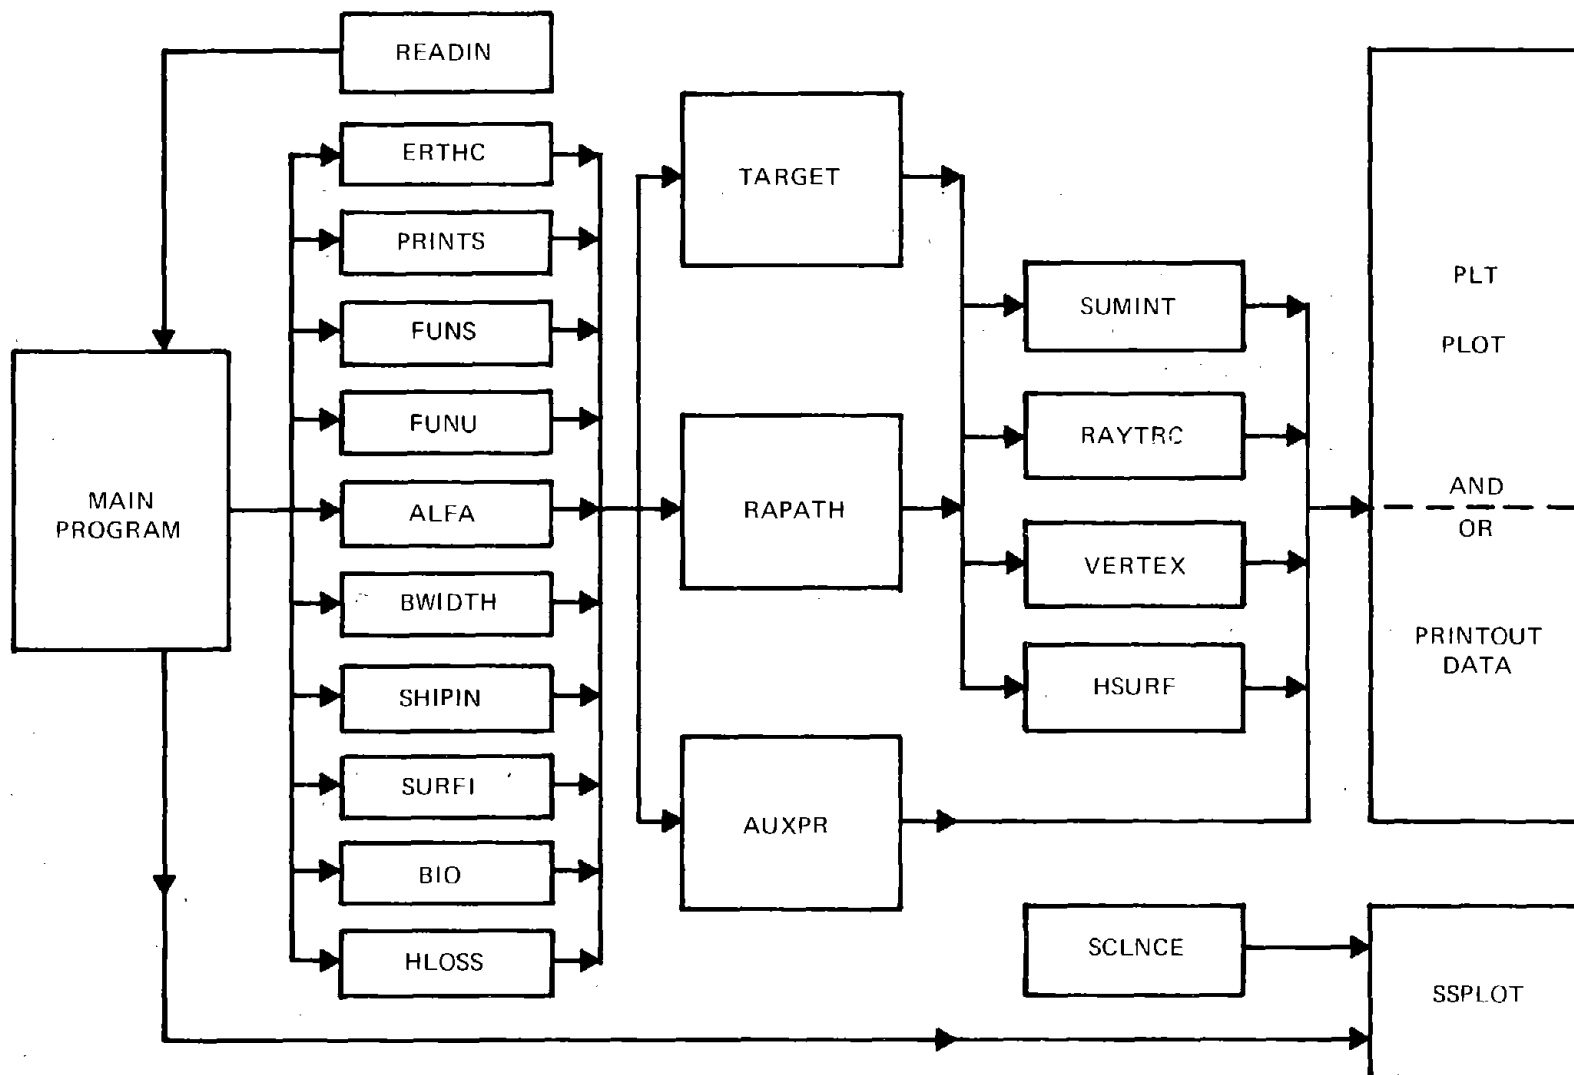 READIN
ERTHC
PRINTS
FUNS
FUNU
ALFA
BWIDTH
SHIPIN
SURFI
BIO
HLOSS
MAIN
PROGRAM
TARGET
RAPATH
AUXPR
SUMINT
RAYTRC
VERTEX
HSURF
SCLNCE
PLT
PLOT
AND
OR
PRINTOUT
DATA
SSPLOT